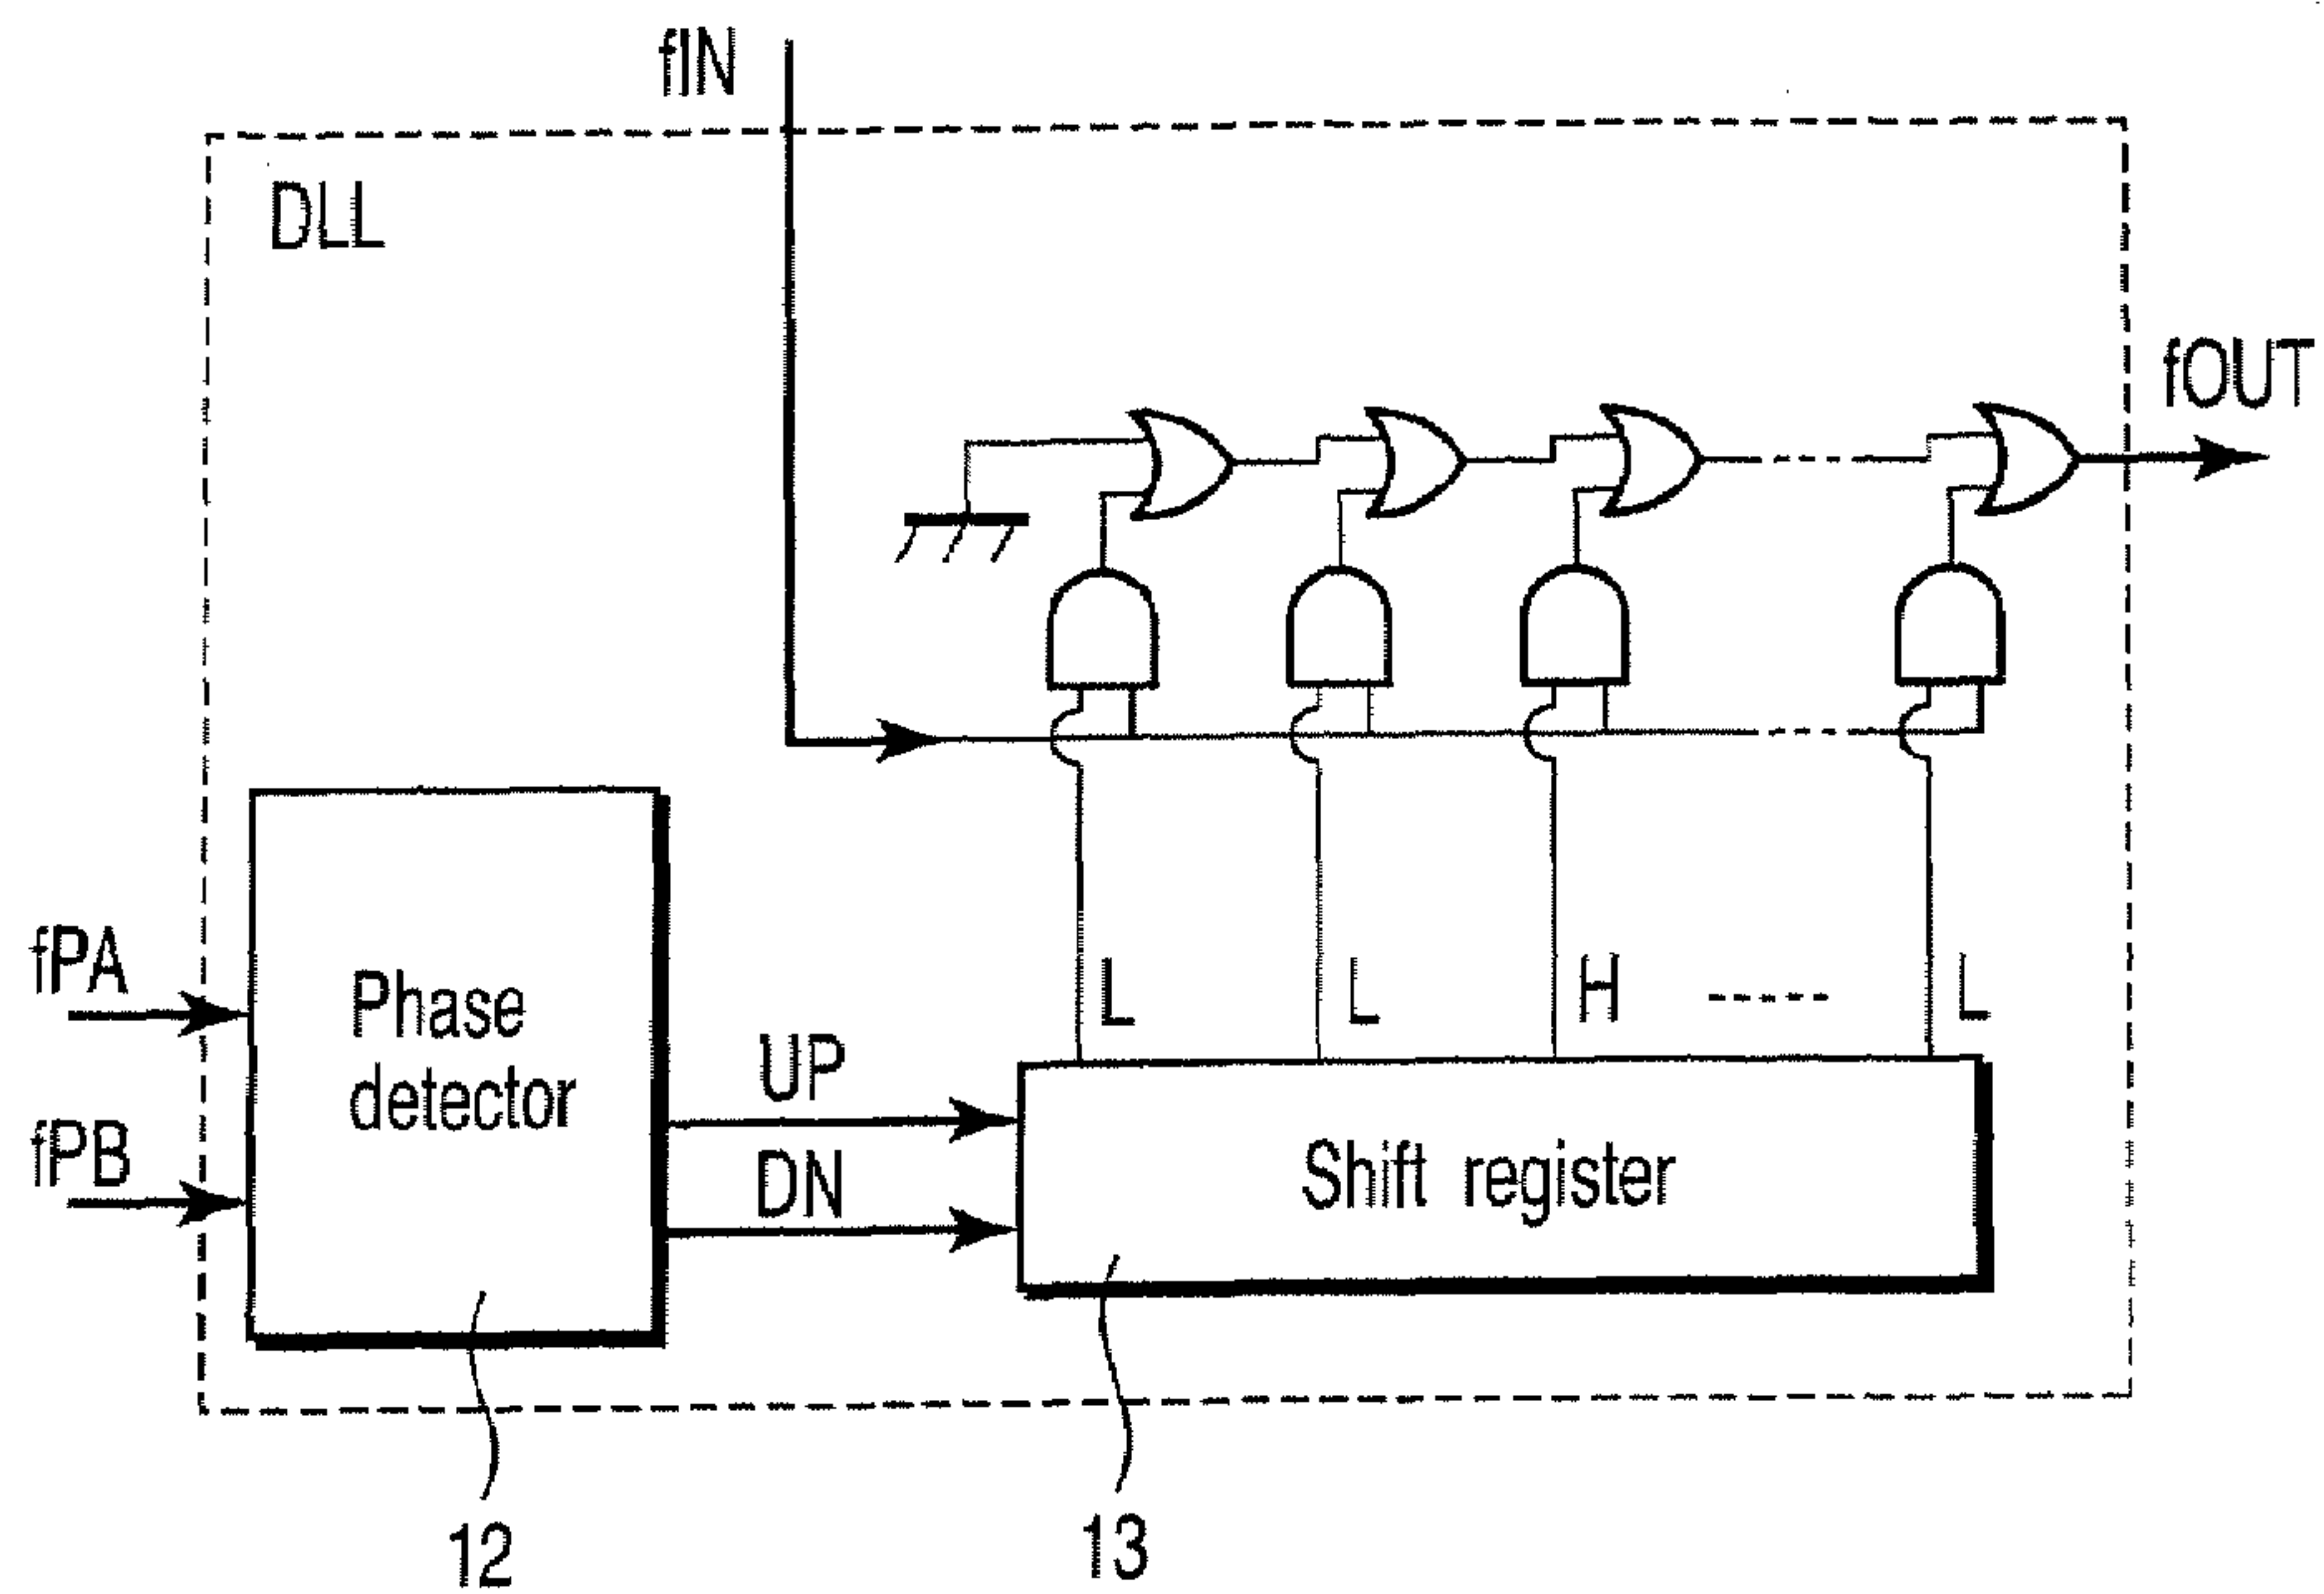 fIN
DLL
fOUT
fPA
fPB
Phase
detector
UP
DN
L L H ----- L
Shift register
12
13